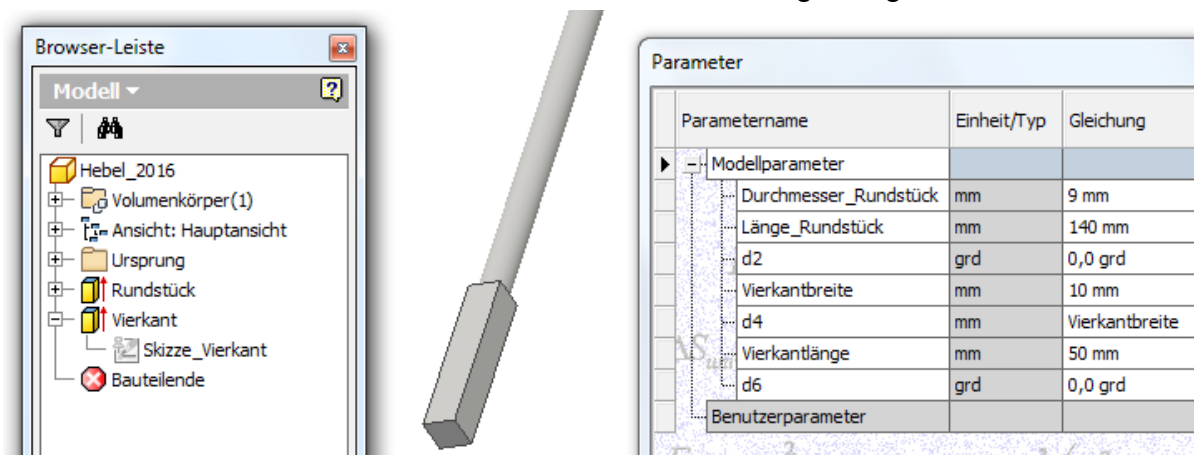 Browser-Leiste
Modell
Hebel_2016
Volumenkörper(1)
Ansicht: Hauptansicht
Ursprung
Rundstück
Vierkant
Skizze_Vierkant
Bauteilende
Parameter
Parametername Einheit/Typ Gleichung
Modellparameter
Durchmesser_Rundstück mm 9 mm
Länge_Rundstück mm 140 mm
d2 grd 0,0 grd
Vierkantbreite mm 10 mm
d4 mm Vierkantbreite
Vierkantlänge mm 50 mm
d6 grd 0,0 grd
Benutzerparameter